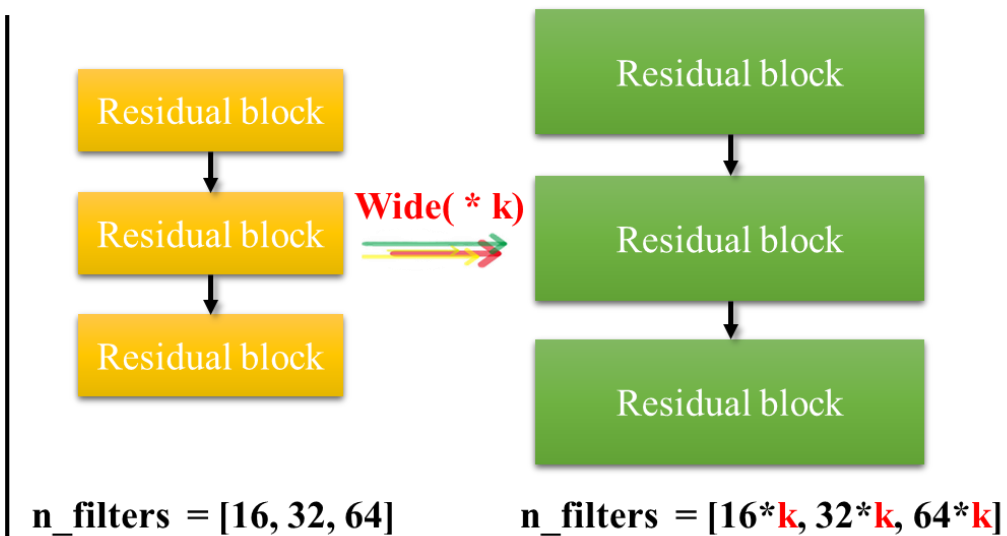 Residual block
Residual block
Residual block
Wide( * k)
Residual block
Residual block
Residual block
n_filters = [16, 32, 64]
n_filters = [16*k, 32*k, 64*k]